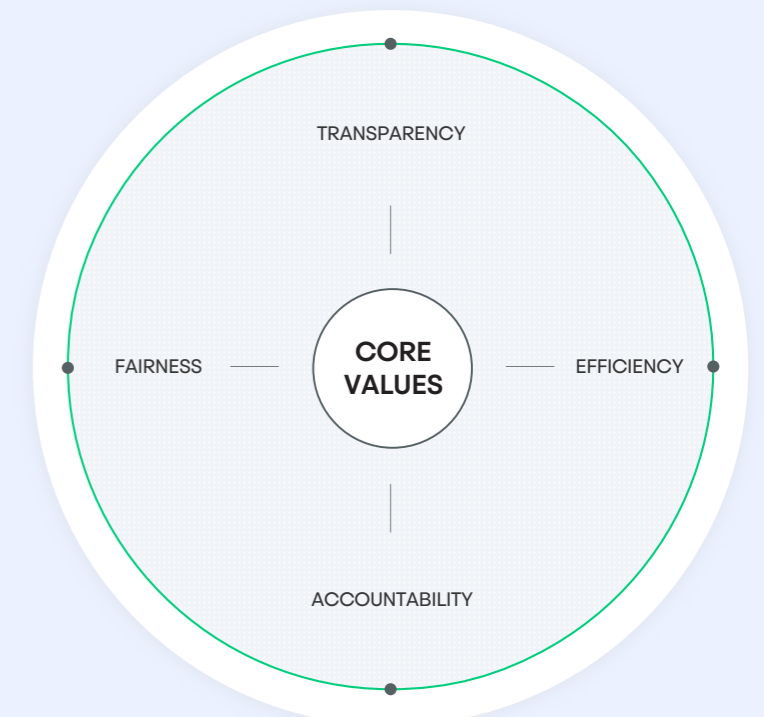 TRANSPARENCY
FAIRNESS
CORE
VALUES
EFFICIENCY
ACCOUNTABILITY